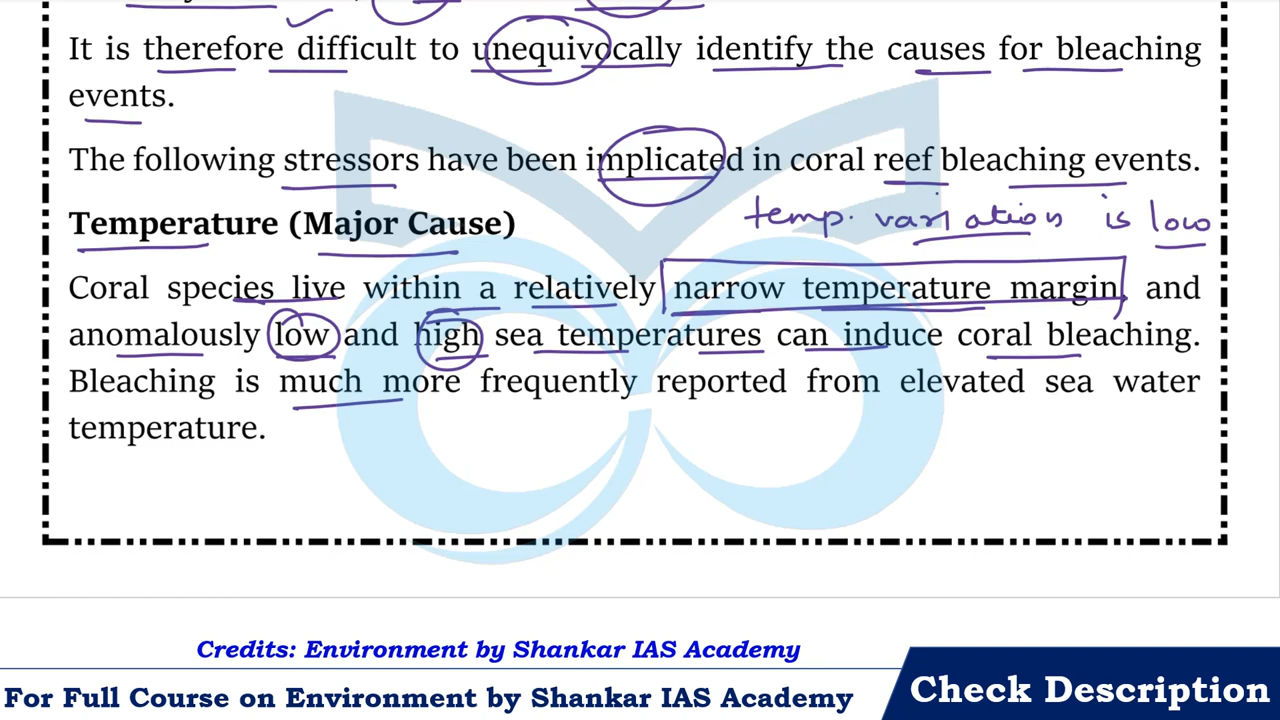 It is therefore difficult to unequivocally identify the causes for bleaching
events.
The following stressors have been implicated in coral reef bleaching events.
Temperature (Major Cause)
temp. variation is low
Coral species live within a relatively narrow temperature margin, and
anomalously low and high sea temperatures can induce coral bleaching.
Bleaching is much more frequently reported from elevated sea water
temperature.
Credits: Environment by Shankar IAS Academy
For Full Course on Environment by Shankar IAS Academy
Check Description